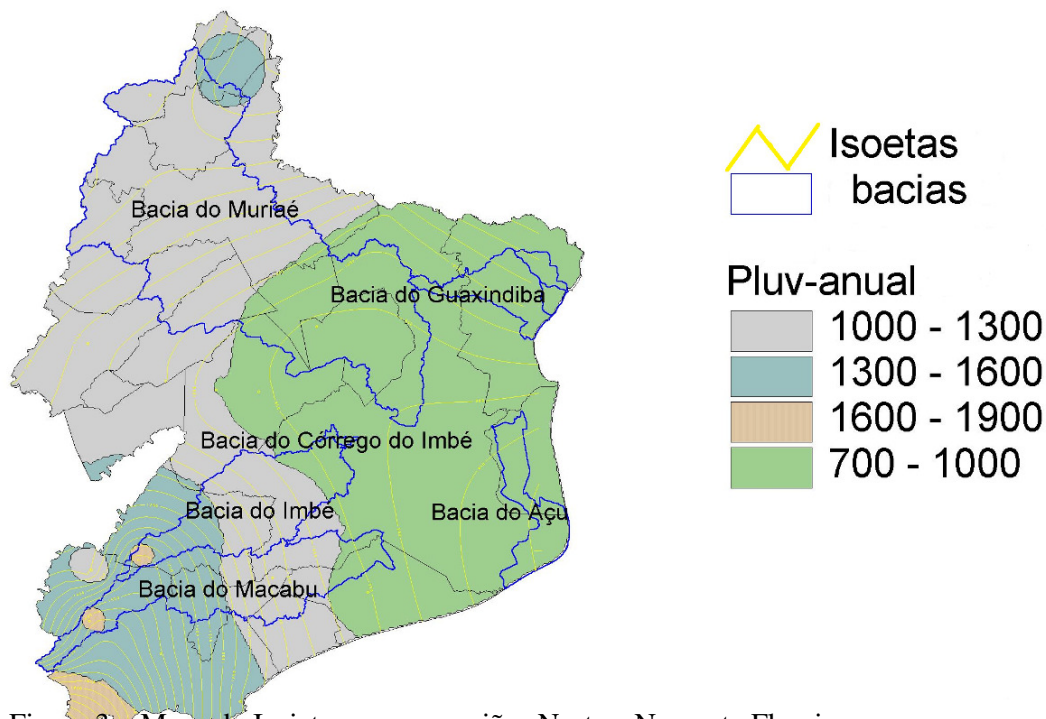 Bacia do Muriaé
Bacia do Guaxindiba
Bacia do Córrego do Imbé
Bacia do Imbé
Bacia do Açu
Bacia do Macabu
Isoetas
bacias
Pluv-anual
1000 - 1300
1300 - 1600
1600 - 1900
700 - 1000